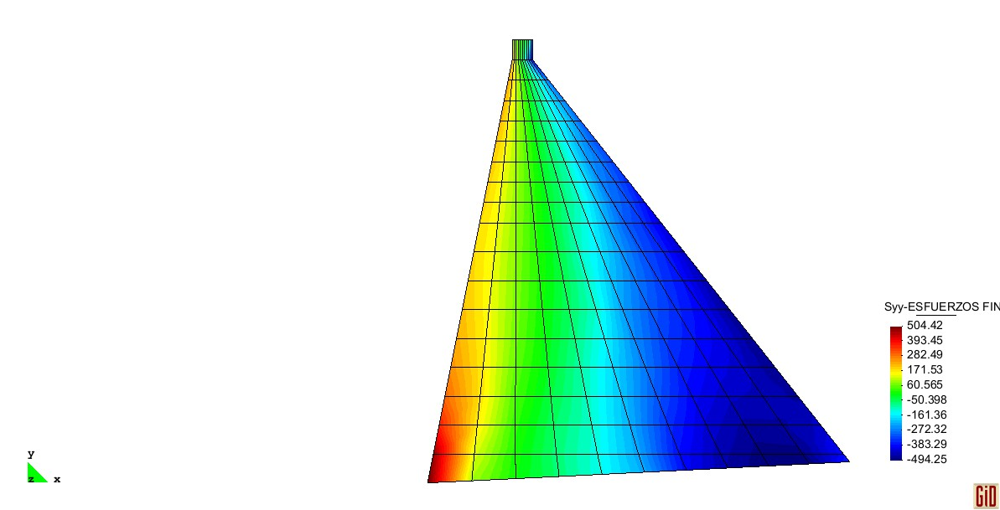 Syy-ESFUERZOS FIN
504.42
393.45
282.49
171.53
60.565
-50.398
-161.36
-272.32
-383.29
-494.25
y
z x
GiD